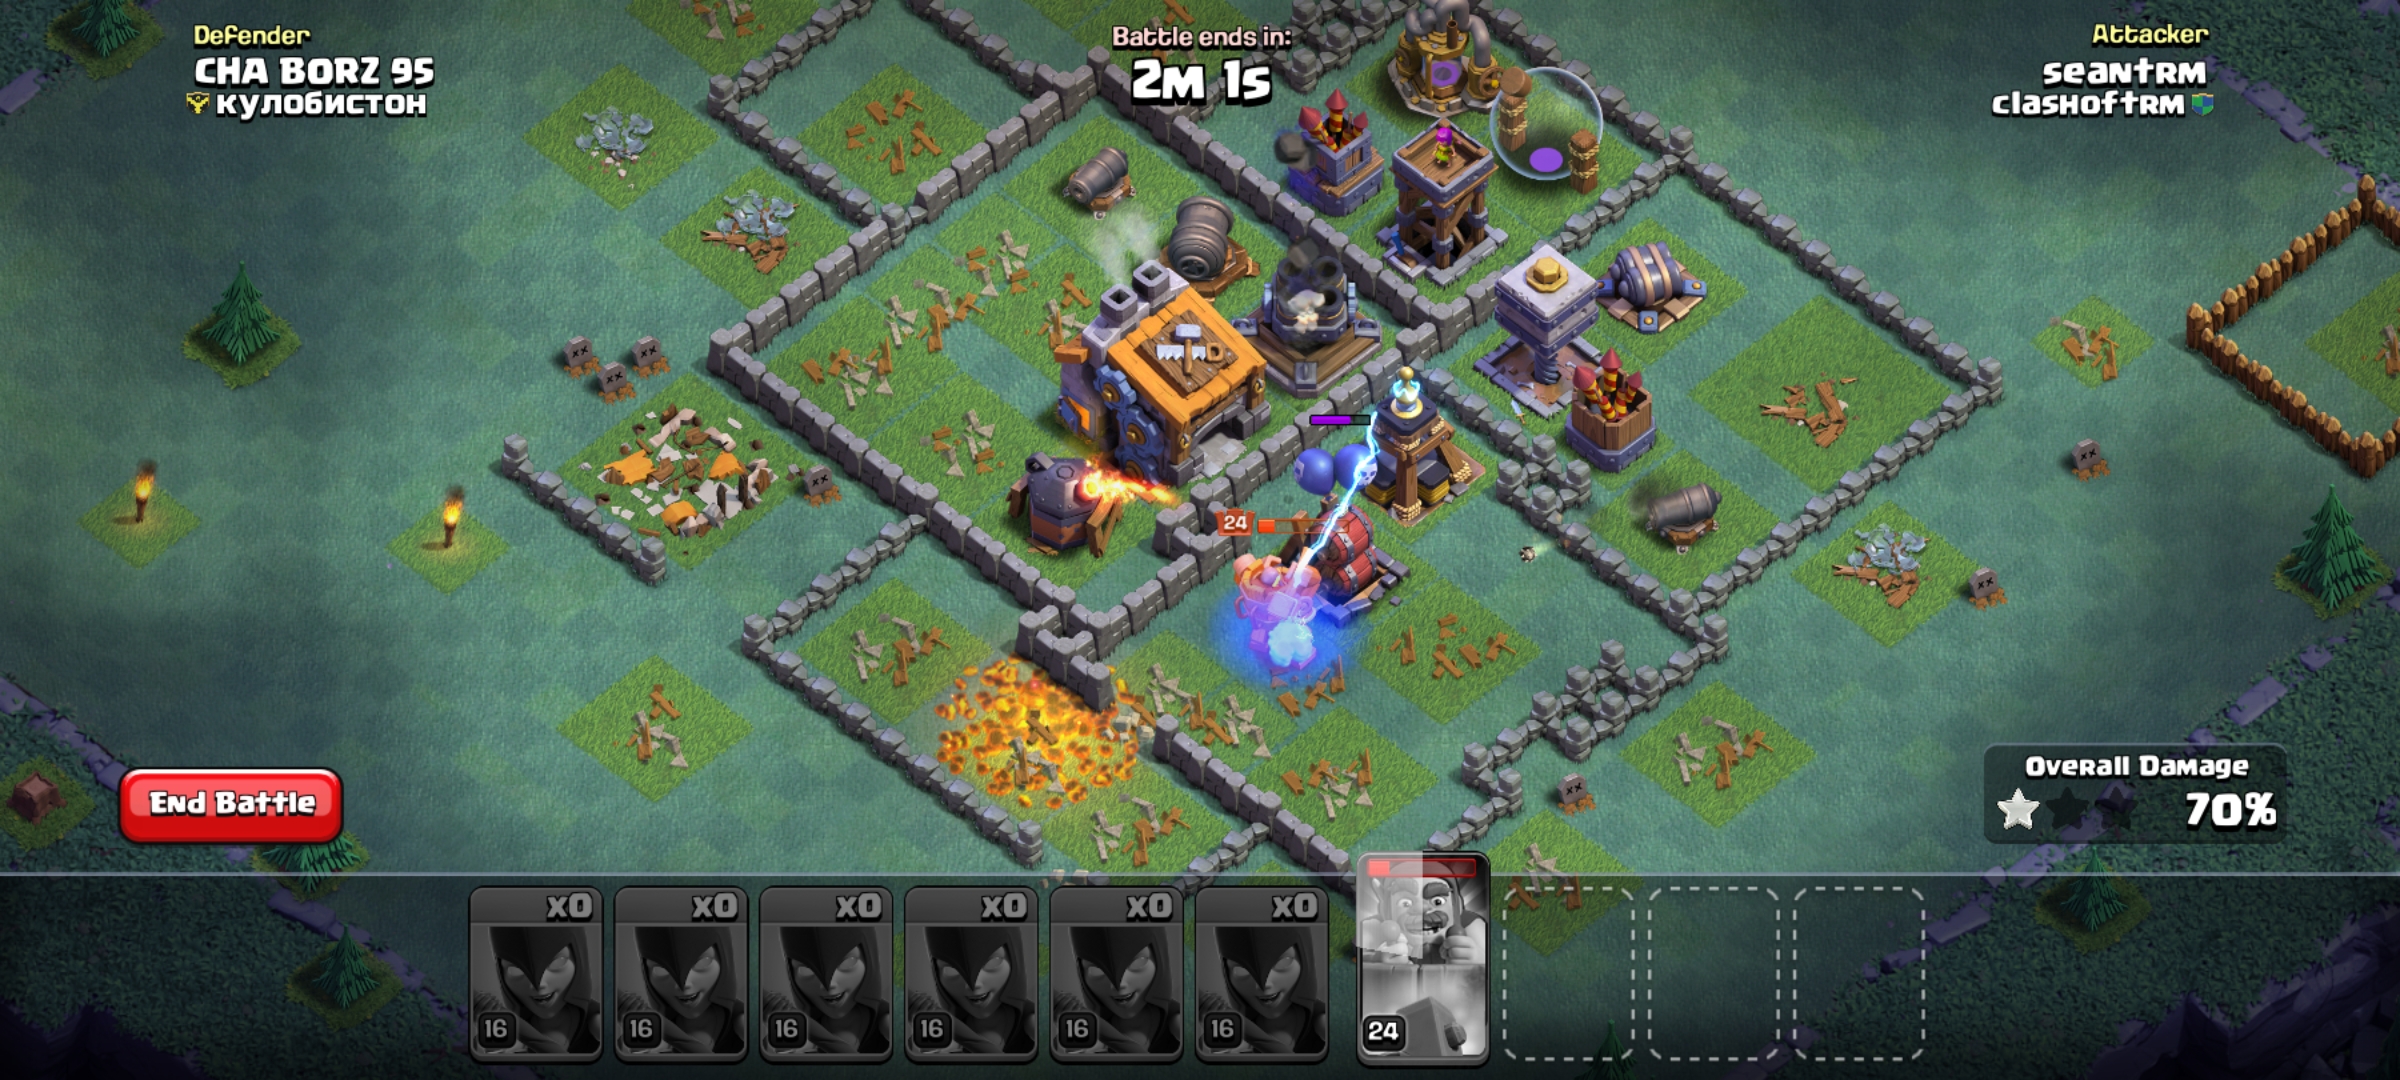 Defender
CHA BORZ 95
КУЛОБИСТОН
Battle ends in:
2M 1S
Attacker
seantrm
clashoftrm
24
End Battle
Overall Damage
70%
x0
x0
x0
x0
x0
x0
16
16
16
16
16
16
24